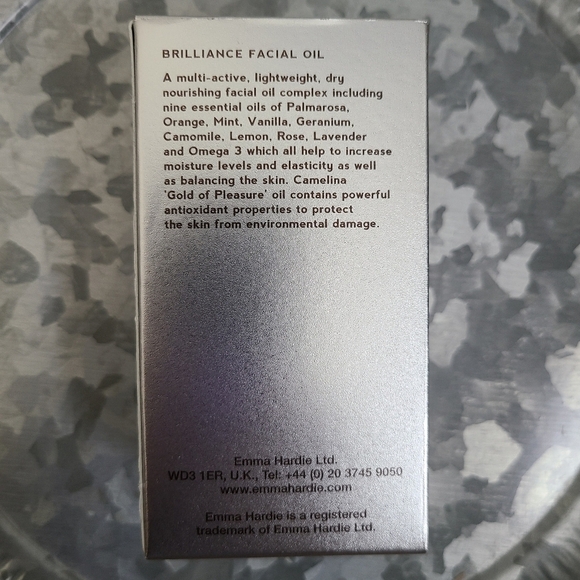 BRILLIANCE FACIAL OIL
A multi-active, lightweight, dry
nourishing facial oil complex including
nine essential oils of Palmarosa,
Orange, Mint, Vanilla, Geranium,
Camomile, Lemon, Rose, Lavender
and Omega 3 which all help to increase
moisture levels and elasticity as well
as balancing the skin. Camelina
'Gold of Pleasure' oil contains powerful
antioxidant properties to protect
the skin from environmental damage.
Emma Hardie Ltd.
WD3 1ER, U.K., Tel: +44 (0) 20 3745 9050
www.emmahardie.com
Emma Hardie is a registered
trademark of Emma Hardie Ltd.